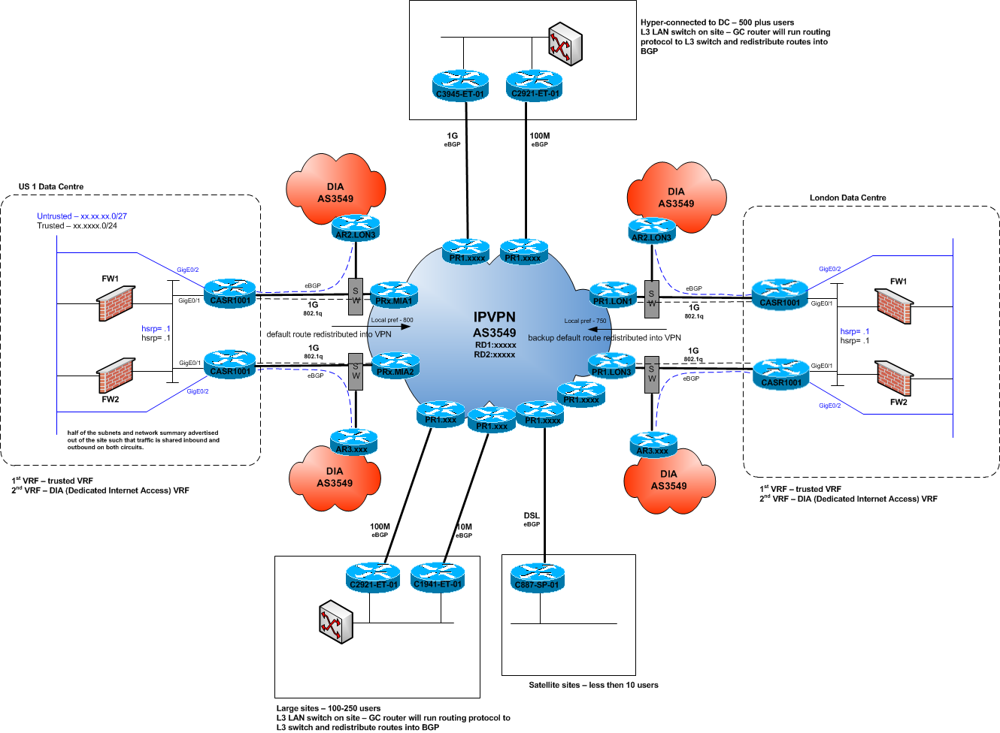 Hyper-connected to DC – 500 plus users
L3 LAN switch on site – GC router will run routing
protocol to L3 switch and redistribute routes into
BGP
C3945-ET-01
C2921-ET-01
1G
eBGP
100M
eBGP
US 1 Data Centre
Untrusted – xx.xx.xx.0/27
Trusted – xx.xxxx.0/24
GigE0/2
FW1
GigE0/1
CASR1001
hsrp= .1
hsrp= .1
GigE0/1
CASR1001
GigE0/2
FW2
half of the subnets and network summary advertised
out of the site such that traffic is shared inbound and
outbound on both circuits.
1st VRF – trusted VRF
2nd VRF – DIA (Dedicated Internet Access) VRF
DIA
AS3549
AR2.LON3
eBGP
1G
802.1q
S
W
PRx.MIA1
Local pref - 800
default route redistributed into VPN
1G
802.1q
eBGP
S
W
PRx.MIA2
AR3.xxx
DIA
AS3549
PR1.xxxx
PR1.xxxx
IPVPN
AS3549
RD1:xxxxx
RD2:xxxxx
PR1.xxx
PR1.xxx
PR1.xxxx
PR1.xxxx
DIA
AS3549
AR2.LON3
PR1.LON1
S
W
eBGP
1G
802.1q
Local pref - 750
backup default route redistributed into VPN
PR1.LON3
S
W
1G
802.1q
eBGP
AR3.xxx
DIA
AS3549
London Data Centre
GigE0/2
FW1
CASR1001
GigE0/1
hsrp= .1
hsrp= .1
GigE0/1
CASR1001
GigE0/2
FW2
1st VRF – trusted VRF
2nd VRF – DIA (Dedicated Internet Access) VRF
100M
eBGP
10M
eBGP
DSL
eBGP
C2921-ET-01
C1941-ET-01
C887-SP-01
Satellite sites – less then 10 users
Large sites – 100-250 users
L3 LAN switch on site – GC router will run routing protocol to
L3 switch and redistribute routes into BGP